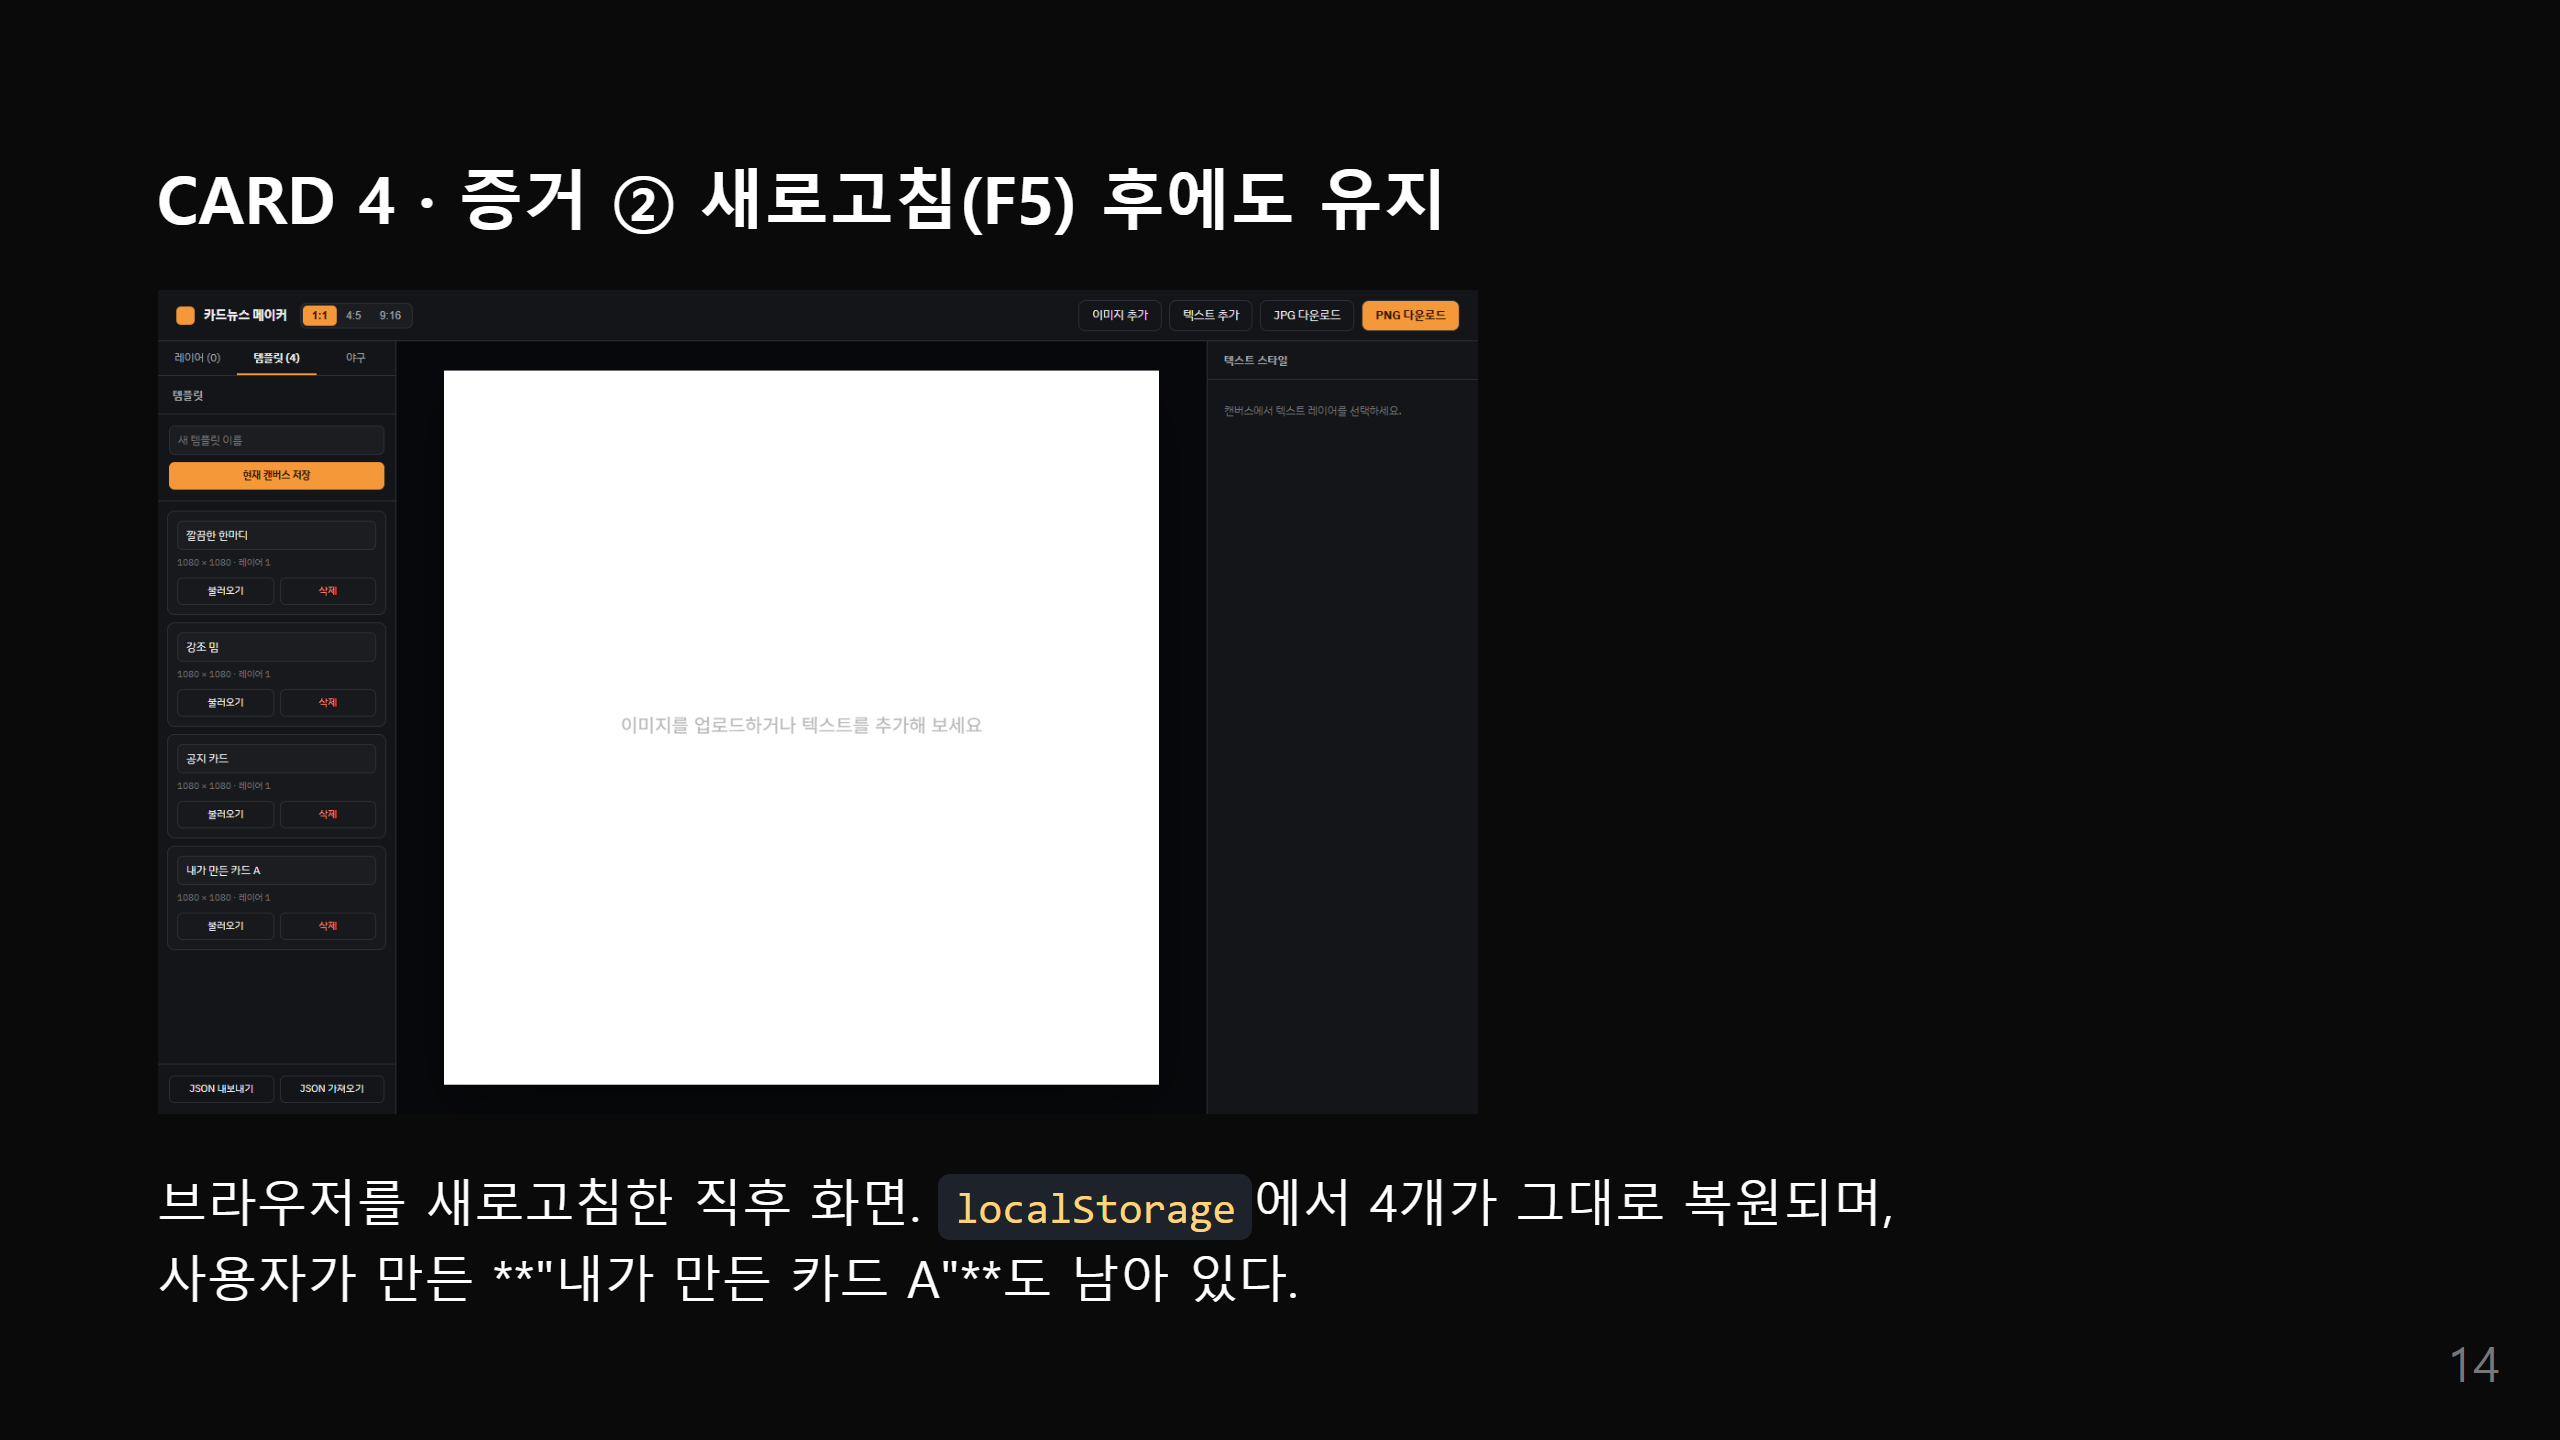 CARD 4 · 증거 ② 새로고침(F5) 후에도 유지
카드뉴스 메이커 1:1 4:5 9:16 이미지 추가 텍스트 추가 JPG 다운로드 PNG 다운로드
레이어 (0) 템플릿 (4) 야구
템플릿
새 템플릿 이름
현재 캔버스 저장
깔끔한 한마디
1080 × 1080 · 레이어 1
불러오기 삭제
강조 밈
1080 × 1080 · 레이어 1
불러오기 삭제
공지 카드
1080 × 1080 · 레이어 1
불러오기 삭제
내가 만든 카드 A
1080 × 1080 · 레이어 1
불러오기 삭제
JSON 내보내기 JSON 가져오기
이미지를 업로드하거나 텍스트를 추가해 보세요
텍스트 스타일
캔버스에서 텍스트 레이어를 선택하세요.
브라우저를 새로고침한 직후 화면. localStorage에서 4개가 그대로 복원되며,
사용자가 만든 **"내가 만든 카드 A"**도 남아 있다.
14